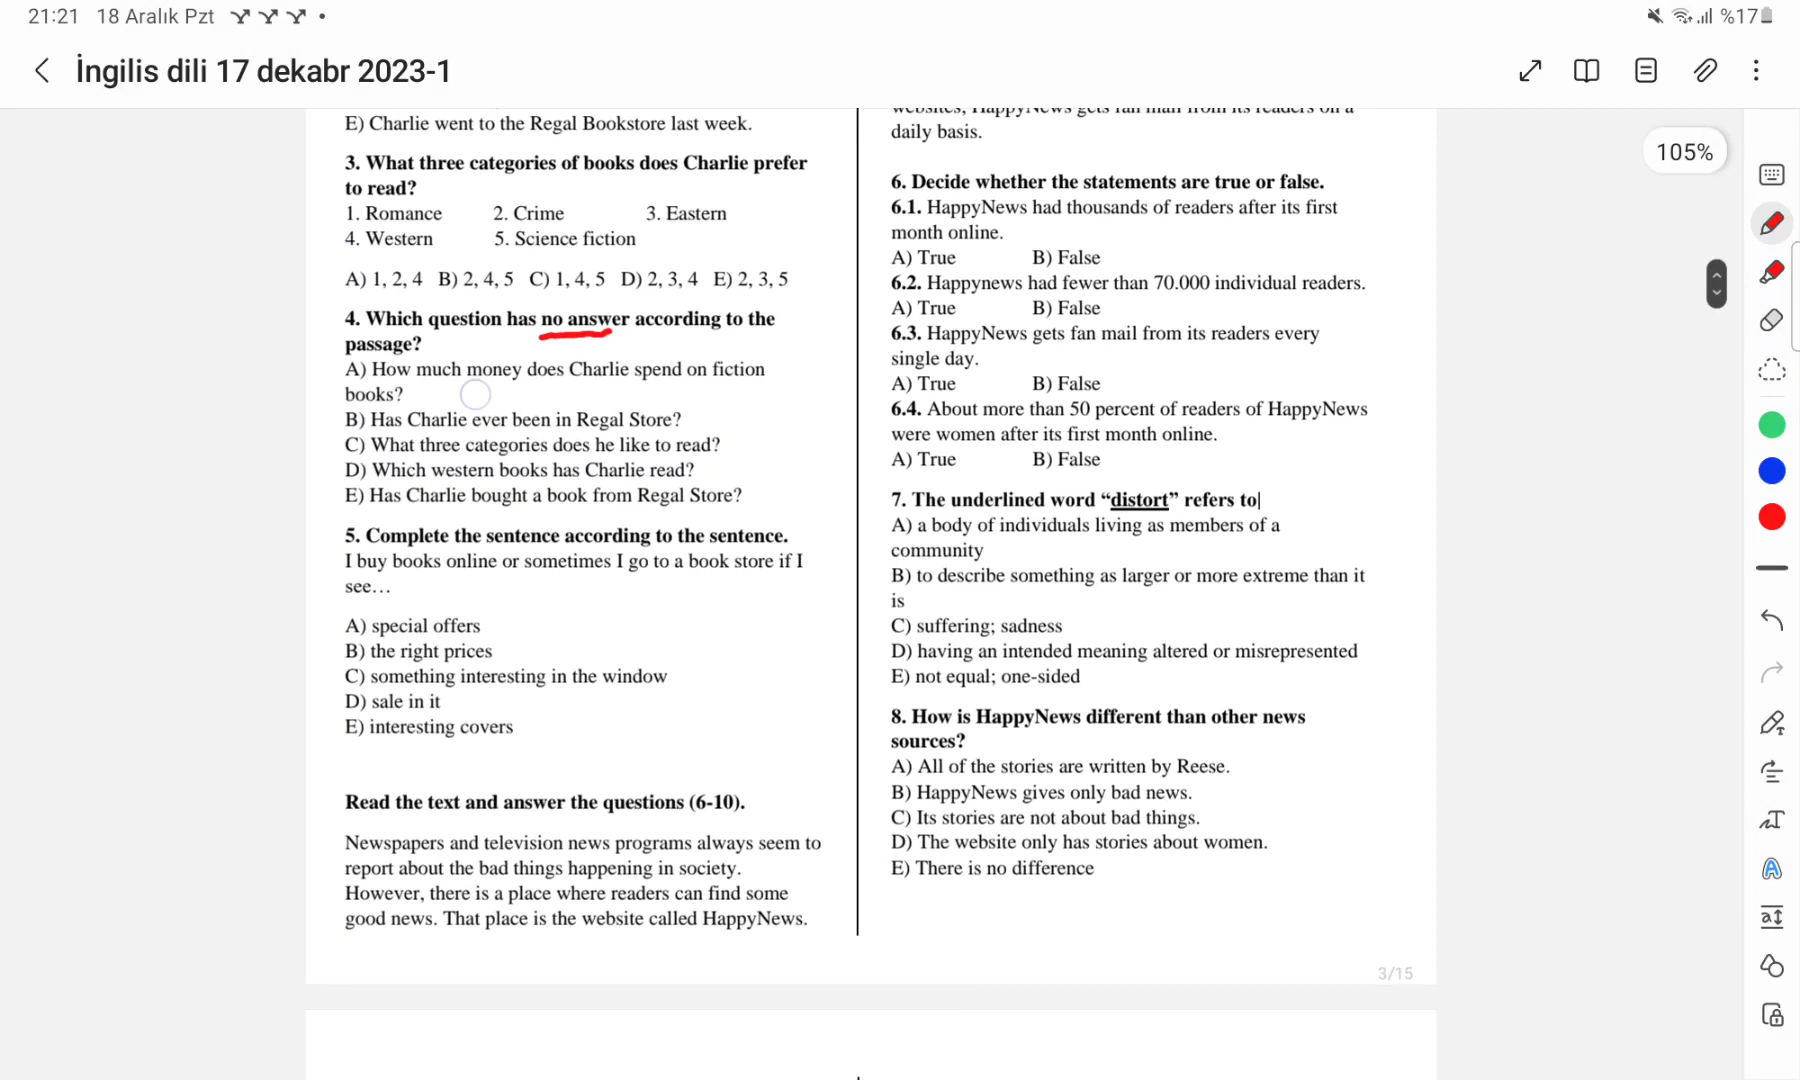 21:21 18 Aralık Pzt
%17
İngilis dili 17 dekabr 2023-1
105%
E) Charlie went to the Regal Bookstore last week.
3. What three categories of books does Charlie prefer
to read?
1. Romance 2. Crime 3. Eastern
4. Western 5. Science fiction
A) 1, 2, 4 B) 2, 4, 5 C) 1, 4, 5 D) 2, 3, 4 E) 2, 3, 5
4. Which question has no answer according to the
passage?
A) How much money does Charlie spend on fiction
books?
B) Has Charlie ever been in Regal Store?
C) What three categories does he like to read?
D) Which western books has Charlie read?
E) Has Charlie bought a book from Regal Store?
5. Complete the sentence according to the sentence.
I buy books online or sometimes I go to a book store if I
see…
A) special offers
B) the right prices
C) something interesting in the window
D) sale in it
E) interesting covers
Read the text and answer the questions (6-10).
Newspapers and television news programs always seem to
report about the bad things happening in society.
However, there is a place where readers can find some
good news. That place is the website called HappyNews.
websites, HappyNews gets fan mail from its readers on a
daily basis.
6. Decide whether the statements are true or false.
6.1. HappyNews had thousands of readers after its first
month online.
A) True B) False
6.2. Happynews had fewer than 70.000 individual readers.
A) True B) False
6.3. HappyNews gets fan mail from its readers every
single day.
A) True B) False
6.4. About more than 50 percent of readers of HappyNews
were women after its first month online.
A) True B) False
7. The underlined word “distort” refers to
A) a body of individuals living as members of a
community
B) to describe something as larger or more extreme than it
is
C) suffering; sadness
D) having an intended meaning altered or misrepresented
E) not equal; one-sided
8. How is HappyNews different than other news
sources?
A) All of the stories are written by Reese.
B) HappyNews gives only bad news.
C) Its stories are not about bad things.
D) The website only has stories about women.
E) There is no difference
3/15